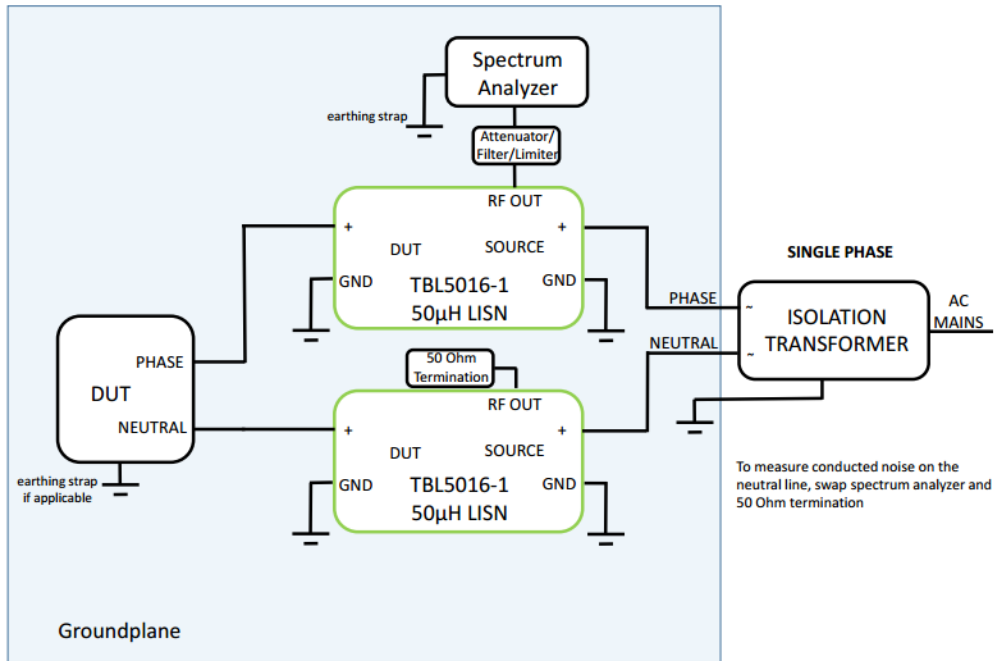 Spectrum
Analyzer
earthing strap
Attenuator/
Filter/Limiter
RF OUT
+
+
DUT
SOURCE
GND
GND
TBL5016-1
50µH LISN
SINGLE PHASE
PHASE
~
ISOLATION
TRANSFORMER
AC
MAINS
NEUTRAL
~
PHASE
DUT
NEUTRAL
earthing strap
if applicable
50 Ohm
Termination
RF OUT
+
+
DUT
SOURCE
GND
GND
TBL5016-1
50µH LISN
To measure conducted noise on the
neutral line, swap spectrum analyzer and
50 Ohm termination
Groundplane